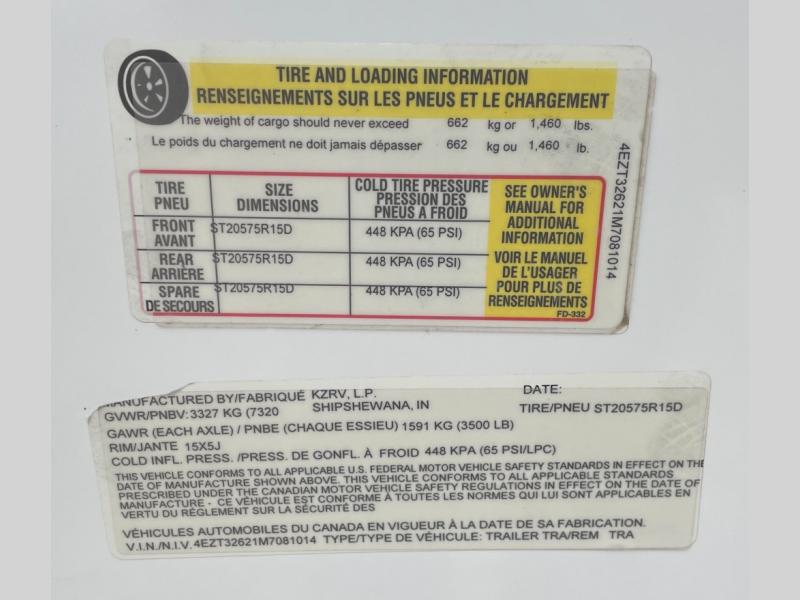 TIRE AND LOADING INFORMATION
RENSEIGNEMENTS SUR LES PNEUS ET LE CHARGEMENT
The weight of cargo should never exceed 662 kg or 1,460 lbs.
Le poids du chargement ne doit jamais dépasser 662 kg ou 1,460 lb.
TIRE
PNEU
SIZE
DIMENSIONS
COLD TIRE PRESSURE
PRESSION DES
PNEUS A FROID
SEE OWNER'S
MANUAL FOR
ADDITIONAL
INFORMATION
VOIR LE MANUEL
DE L'USAGER
POUR PLUS DE
RENSEIGNEMENTS
FRONT
AVANT
ST20575R15D
448 KPA (65 PSI)
REAR
ARRIÈRE
ST20575R15D
448 KPA (65 PSI)
SPARE
DE SECOURS
ST20575R15D
448 KPA (65 PSI)
FD-332
4EZT32621M7081014
MANUFACTURED BY/FABRIQUÉ KZRV, L.P. DATE:
GVWR/PNBV: 3327 KG (7320 SHIPSHEWANA, IN TIRE/PNEU ST20575R15D
GAWR (EACH AXLE) / PNBE (CHAQUE ESSIEU) 1591 KG (3500 LB)
RIM/JANTE 15X5J
COLD INFL. PRESS. /PRESS. DE GONFL. À FROID 448 KPA (65 PSI/LPC)
THIS VEHICLE CONFORMS TO ALL APPLICABLE U.S. FEDERAL MOTOR VEHICLE SAFETY STANDARDS IN EFFECT ON THE
DATE OF MANUFACTURE SHOWN ABOVE. THIS VEHICLE CONFORMS TO ALL APPLICABLE STANDARDS
PRESCRIBED UNDER THE CANADIAN MOTOR VEHICLE SAFETY REGULATIONS IN EFFECT ON THE DATE OF
MANUFACTURE - CE VÉHICULE EST CONFORME À TOUTES LES NORMES QUI LUI SONT APPLICABLES EN
VERTU DU RÈGLEMENT SUR LA SÉCURITÉ DES
VÉHICULES AUTOMOBILES DU CANADA EN VIGUEUR À LA DATE DE SA FABRICATION.
V.I.N./N.I.V. 4EZT32621M7081014 TYPE/TYPE DE VÉHICULE: TRAILER TRA/REM TRA